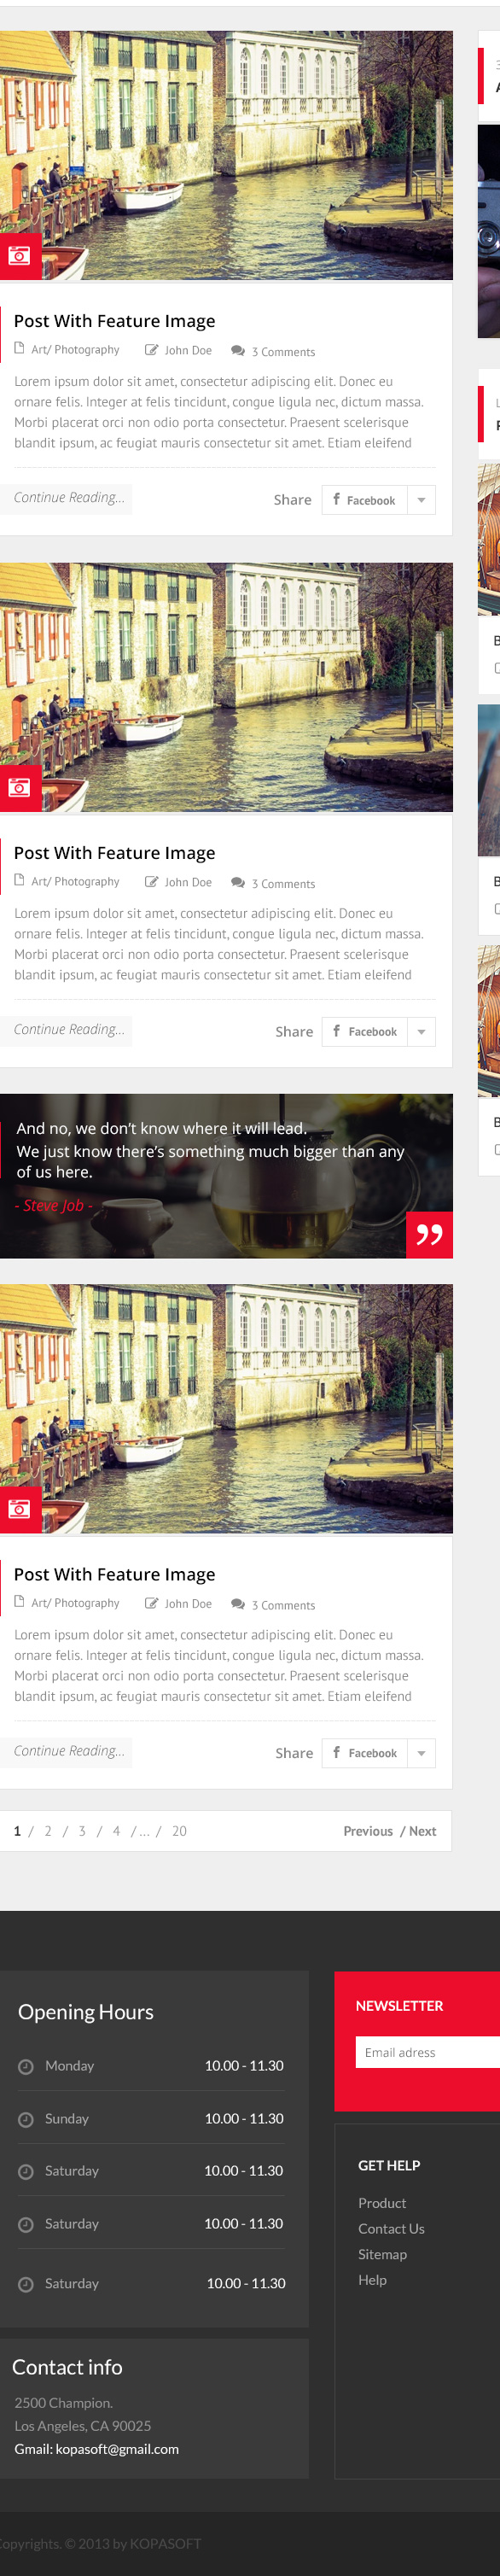 Post With Feature Image
Art/ Photography John Doe 3 Comments
Lorem ipsum dolor sit amet, consectetur adipiscing elit. Donec eu
ornare felis. Integer at felis tincidunt, congue ligula nec, dictum massa.
Morbi placerat orci non odio porta consectetur. Praesent scelerisque
blandit ipsum, ac feugiat mauris consectetur sit amet. Etiam eleifend
Continue Reading... Share Facebook
Post With Feature Image
Art/ Photography John Doe 3 Comments
Lorem ipsum dolor sit amet, consectetur adipiscing elit. Donec eu
ornare felis. Integer at felis tincidunt, congue ligula nec, dictum massa.
Morbi placerat orci non odio porta consectetur. Praesent scelerisque
blandit ipsum, ac feugiat mauris consectetur sit amet. Etiam eleifend
Continue Reading... Share Facebook
And no, we don’t know where it will lead.
We just know there’s something much bigger than any
of us here.
- Steve Job -
Post With Feature Image
Art/ Photography John Doe 3 Comments
Lorem ipsum dolor sit amet, consectetur adipiscing elit. Donec eu
ornare felis. Integer at felis tincidunt, congue ligula nec, dictum massa.
Morbi placerat orci non odio porta consectetur. Praesent scelerisque
blandit ipsum, ac feugiat mauris consectetur sit amet. Etiam eleifend
Continue Reading... Share Facebook
1 / 2 / 3 / 4 /... / 20 Previous / Next
Opening Hours
Monday 10.00 - 11.30
Sunday 10.00 - 11.30
Saturday 10.00 - 11.30
Saturday 10.00 - 11.30
Saturday 10.00 - 11.30
Contact info
2500 Champion.
Los Angeles, CA 90025
Gmail: kopasoft@gmail.com
NEWSLETTER
Email adress
GET HELP
Product
Contact Us
Sitemap
Help
opyrights. © 2013 by KOPASOFT